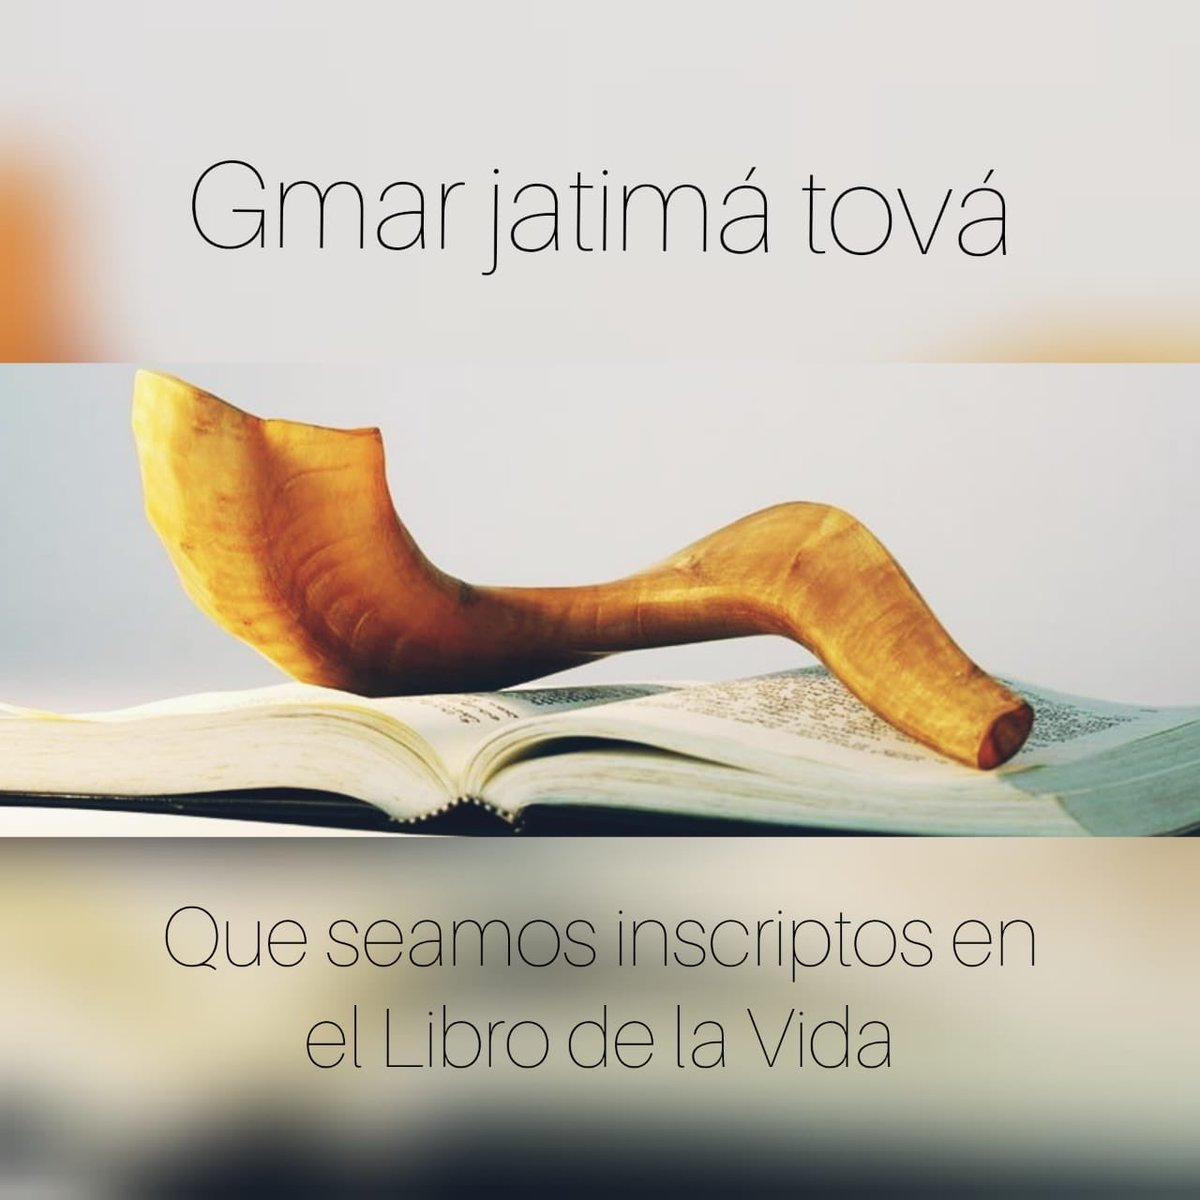 Gmar jatimá tová
Que seamos inscriptos en
el Libro de la Vida